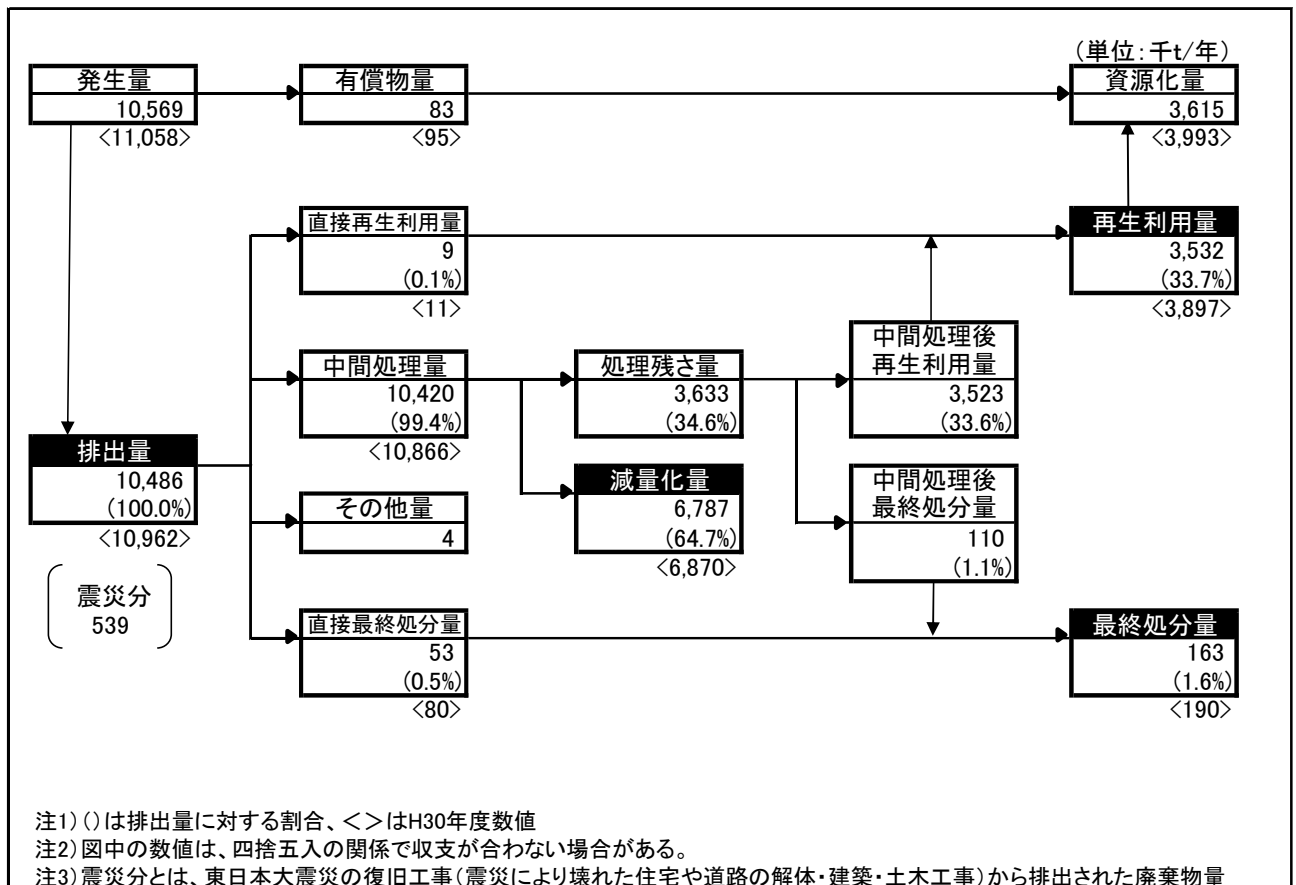 (単位:千t/年)
発生量
10,569
<11,058>
有償物量
83
<95>
資源化量
3,615
<3,993>
直接再生利用量
9
(0.1%)
<11>
再生利用量
3,532
(33.7%)
<3,897>
中間処理量
10,420
(99.4%)
<10,866>
処理残さ量
3,633
(34.6%)
中間処理後
再生利用量
3,523
(33.6%)
排出量
10,486
(100.0%)
<10,962>
減量化量
6,787
(64.7%)
<6,870>
中間処理後
最終処分量
110
(1.1%)
その他量
4
震災分
539
直接最終処分量
53
(0.5%)
<80>
最終処分量
163
(1.6%)
<190>
注1)()は排出量に対する割合、<>はH30年度数値
注2)図中の数値は、四捨五入の関係で収支が合わない場合がある。
注3)震災分とは、東日本大震災の復旧工事(震災により壊れた住宅や道路の解体・建築・土木工事)から排出された廃棄物量